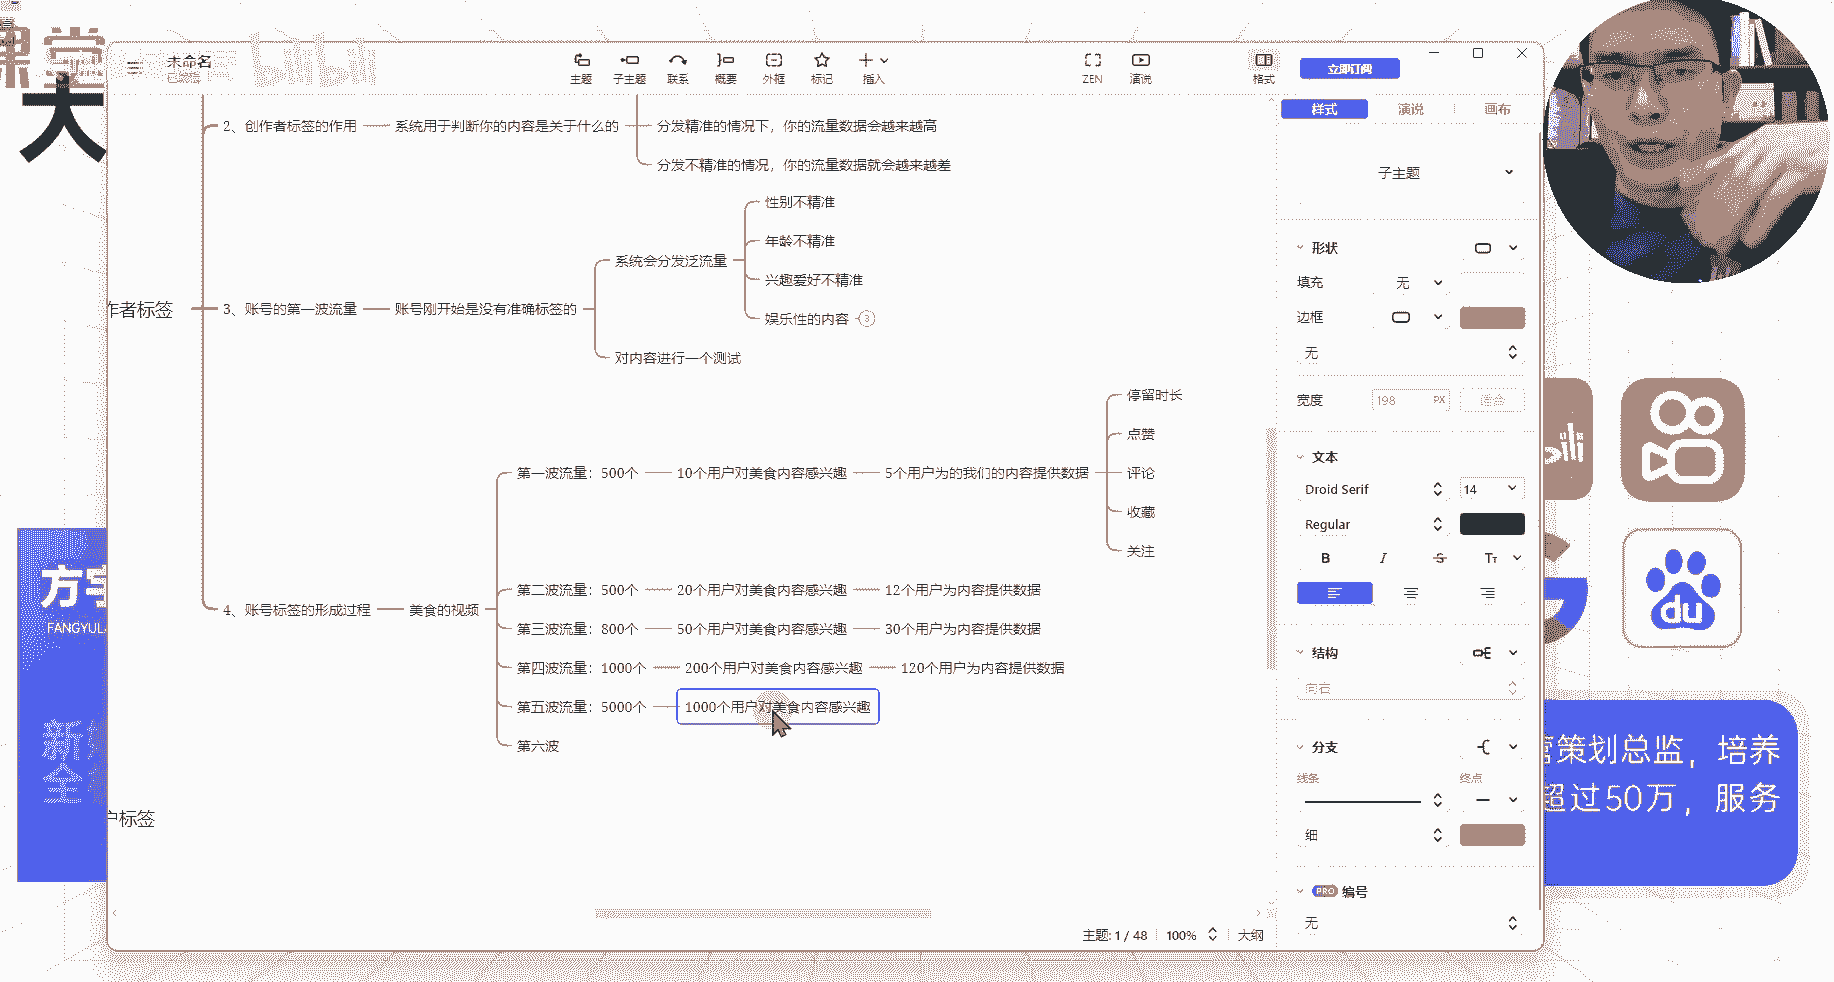 课堂
大
bilibili
未命名
主题
子主题
联系
概要
外框
标记
插入
ZEN
演说
格式
立即订阅
样式
演说
画布
2、创作者标签的作用
系统用于判断你的内容是关于什么的
分发精准的情况下，你的流量数据会越来越高
分发不精准的情况，你的流量数据就会越来越差
性别不精准
年龄不精准
系统会分发泛流量
兴趣爱好不精准
娱乐性的内容
3
作者标签
3、账号的第一波流量
账号刚开始是没有准确标签的
对内容进行一个测试
停留时长
点赞
第一波流量：500个
10个用户对美食内容感兴趣
5个用户为的我们的内容提供数据
评论
收藏
关注
第二波流量：500个
20个用户对美食内容感兴趣
12个用户为内容提供数据
4、账号标签的形成过程
美食的视频
第三波流量：800个
50个用户对美食内容感兴趣
30个用户为内容提供数据
第四波流量：1000个
200个用户对美食内容感兴趣
120个用户为内容提供数据
第五波流量：5000个
1000个用户对美食内容感兴趣
第六波
户标签
子主题
形状
填充
无
边框
无
宽度
198
PX
文本
Droid Serif
14
Regular
B
I
S
TT
结构
向右
分支
线条
终点
细
PRO
编号
无
主题: 1 / 48
100%
大纲
方宇
FANGYUL
新
全
du
营策划总监，培养
超过50万，服务